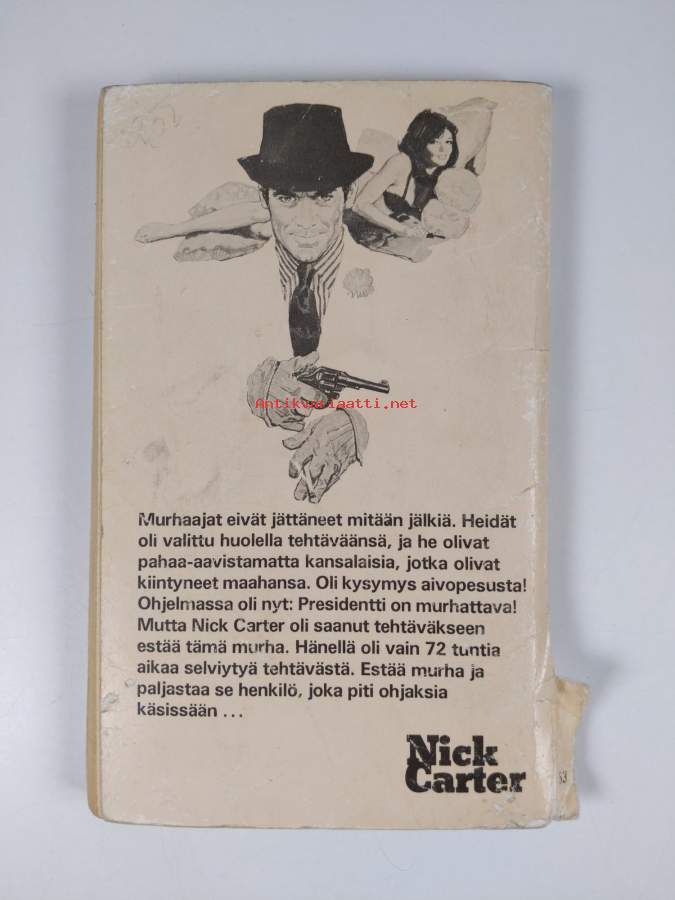 Antikvariaatti.net
Murhaajat eivät jättäneet mitään jälkiä. Heidät
oli valittu huolella tehtäväänsä, ja he olivat
pahaa-aavistamatta kansalaisia, jotka olivat
kiintyneet maahansa. Oli kysymys aivopesusta!
Ohjelmassa oli nyt: Presidentti on murhattava!
Mutta Nick Carter oli saanut tehtäväkseen
estää tämä murha. Hänellä oli vain 72 tuntia
aikaa selviytyä tehtävästä. Estää murha ja
paljastaa se henkilö, joka piti ohjaksia
käsissään ...
Nick
Carter